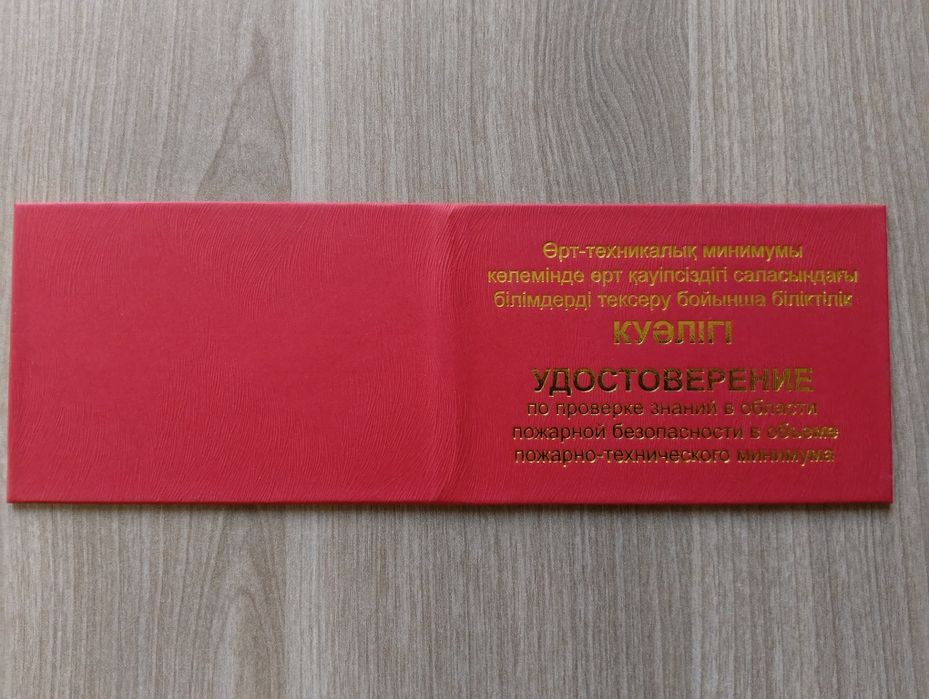 Өрт-техникалық минимумы
көлемінде өрт қауіпсіздігі саласындағы
білімдерді тексеру бойынша біліктілік
КУӘЛІГІ
УДОСТОВЕРЕНИЕ
по проверке знаний в области
пожарной безопасности в объеме
пожарно-технического минимума